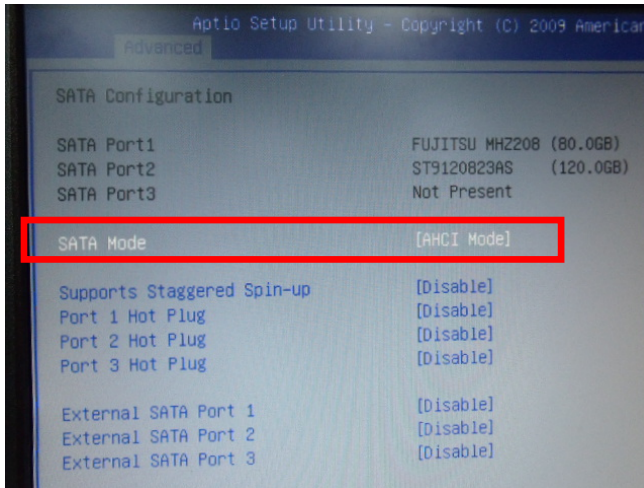 Aptio Setup Utility – Copyright (C) 2009 American
Advanced
SATA Configuration
SATA Port1 FUJITSU MHZ208 (80.0GB)
SATA Port2 ST9120823AS (120.0GB)
SATA Port3 Not Present
SATA Mode [AHCI Mode]
Supports Staggered Spin-up [Disable]
Port 1 Hot Plug [Disable]
Port 2 Hot Plug [Disable]
Port 3 Hot Plug [Disable]
External SATA Port 1 [Disable]
External SATA Port 2 [Disable]
External SATA Port 3 [Disable]